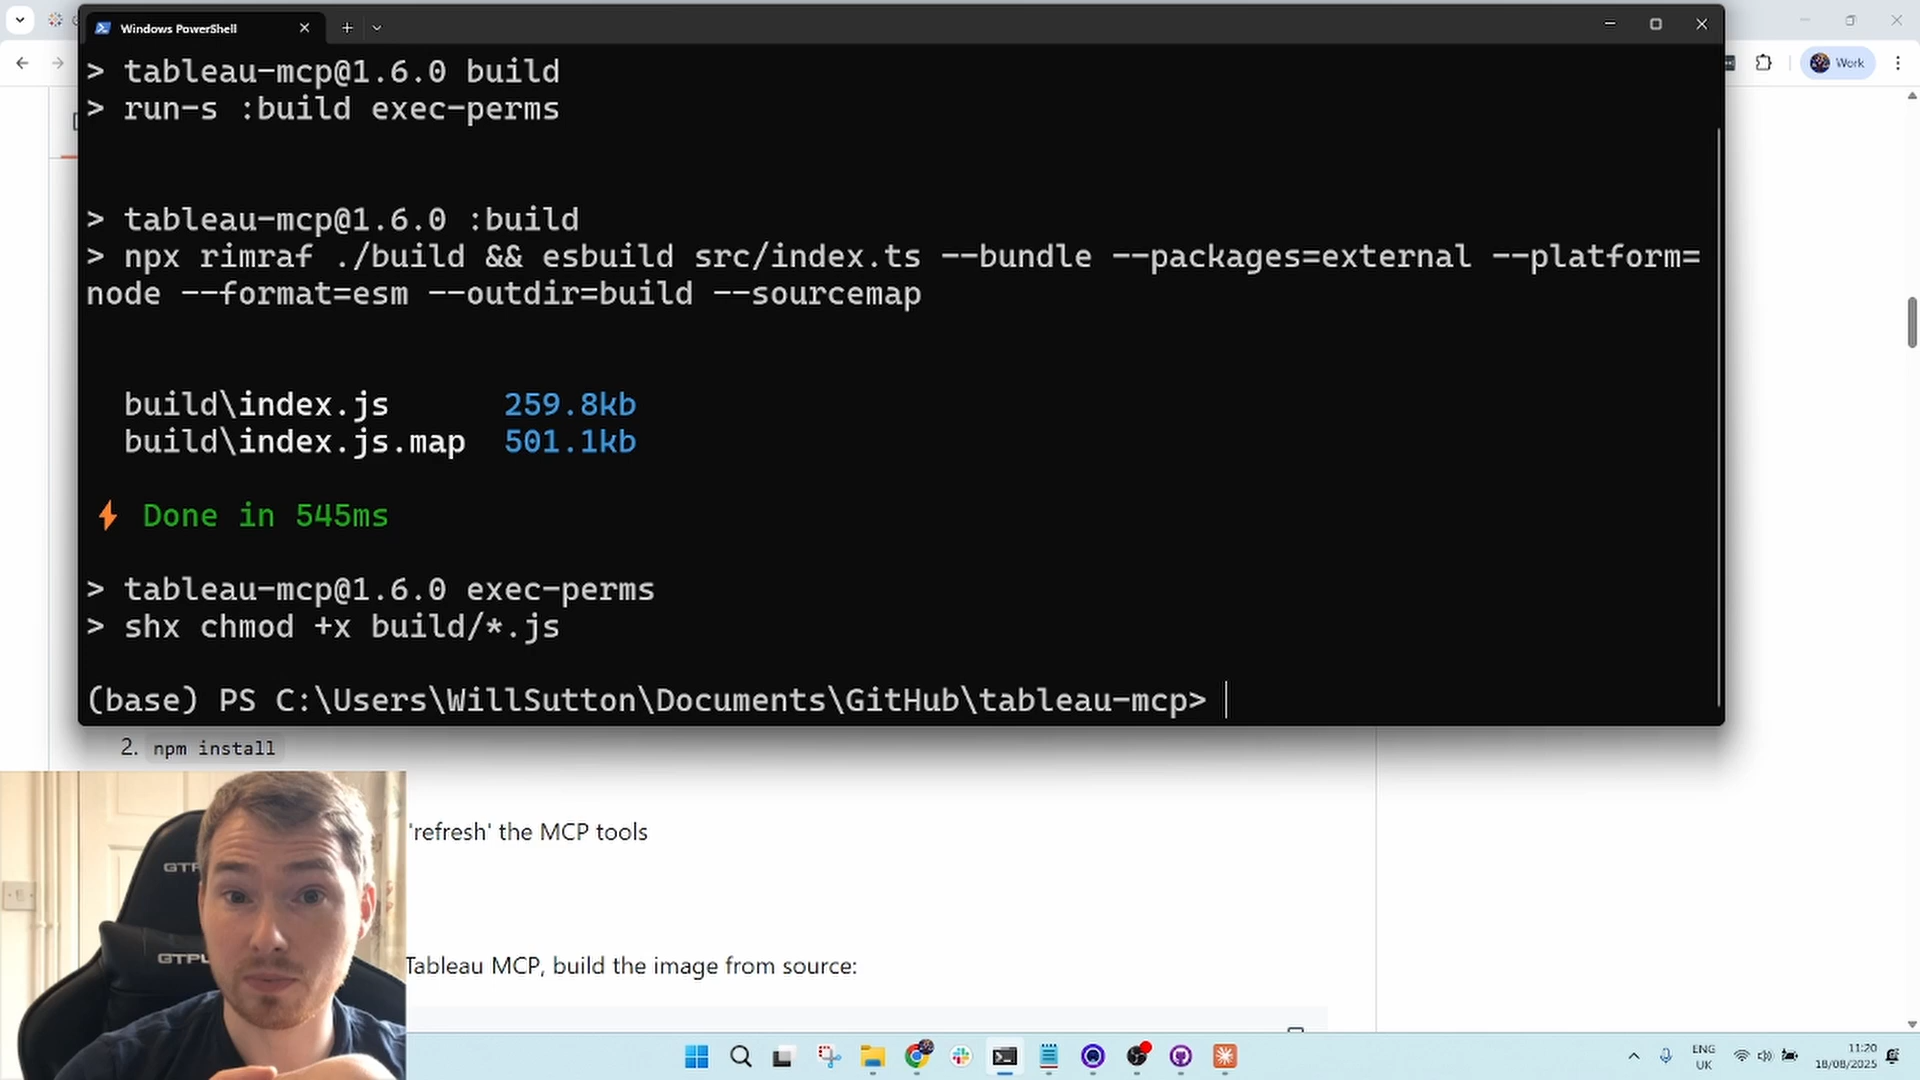 Windows PowerShell
Work
> tableau-mcp@1.6.0 build
> run-s :build exec-perms
> tableau-mcp@1.6.0 :build
> npx rimraf ./build && esbuild src/index.ts --bundle --packages=external --platform=
node --format=esm --outdir=build --sourcemap
build\index.js 259.8kb
build\index.js.map 501.1kb
Done in 545ms
> tableau-mcp@1.6.0 exec-perms
> shx chmod +x build/*.js
(base) PS C:\Users\WillSutton\Documents\GitHub\tableau-mcp>
2. npm install
'refresh' the MCP tools
Tableau MCP, build the image from source:
ENG
UK
11:20
18/08/2025